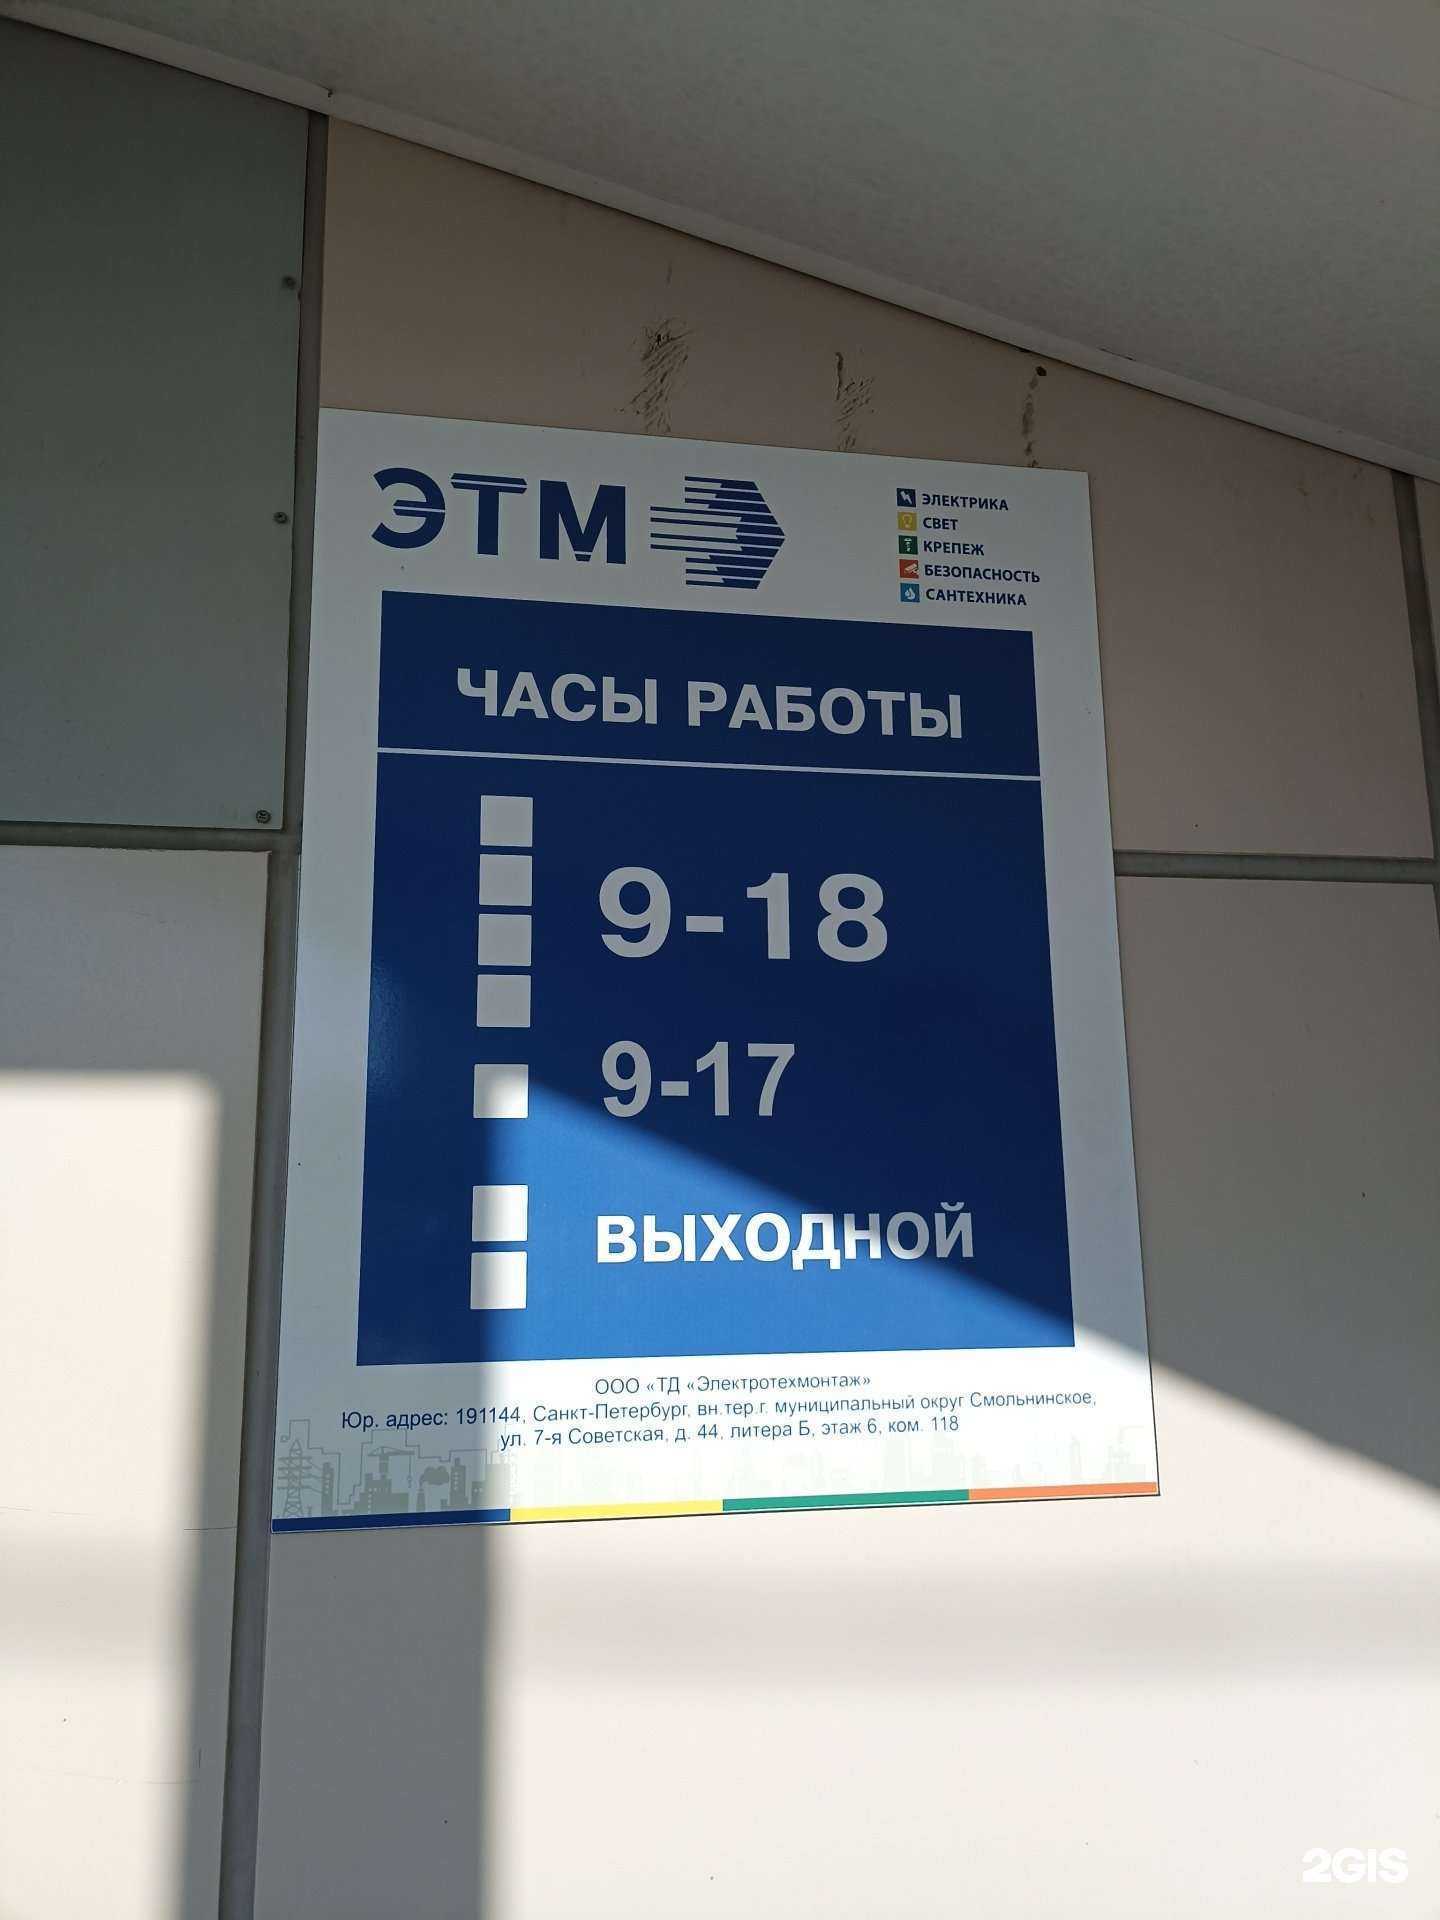 ЭТМ
ЭЛЕКТРИКА
СВЕТ
КРЕПЕЖ
БЕЗОПАСНОСТЬ
САНТЕХНИКА
ЧАСЫ РАБОТЫ
9-18
9-17
ВЫХОДНОЙ
ООО «ТД «Электротехмонтаж»
Юр. адрес: 191144, Санкт-Петербург, вн.тер.г. муниципальный округ Смольнинское,
ул. 7-я Советская, д. 44, литера Б, этаж 6, ком. 118
2GIS